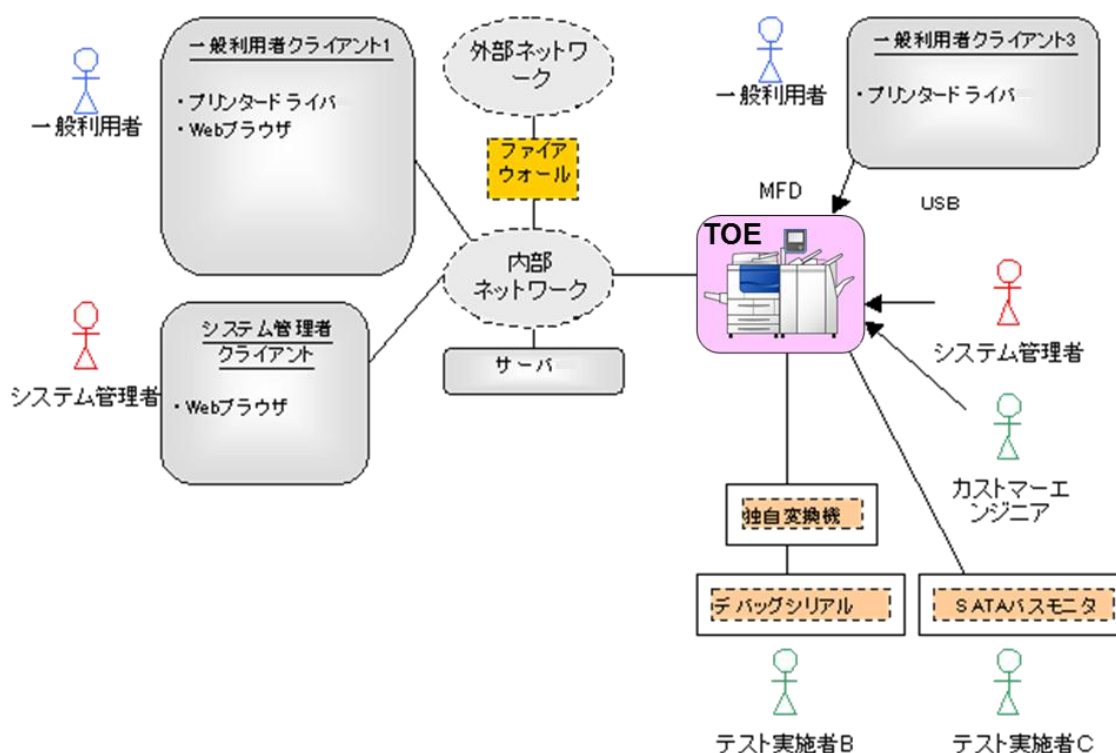 一般利用者クライアント1
・プリンタードライバ
・Webブラウザ
一般利用者
外部ネットワ
ーク
ファイア
ウォール
内部
ネットワーク
サーバー
システム管理者
クライアント
・Webブラウザ
システム管理者
一般利用者
一般利用者クライアント3
・プリンタードライバ
MFD
USB
TOE
システム管理者
カストマーエ
ンジニア
独自変換機
デバッグシリアル
SATAバスモニタ
テスト実施者B
テスト実施者C